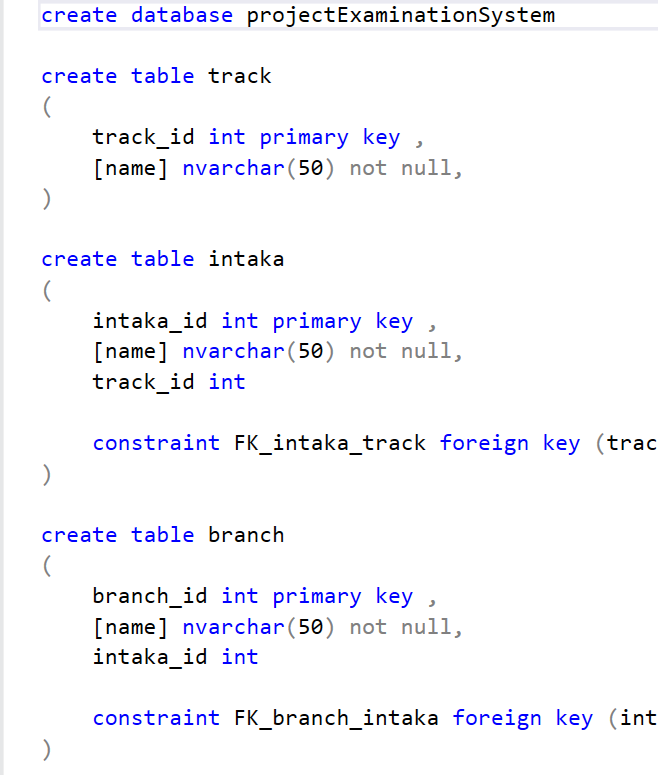 create database projectExaminationSystem
create table track
(
track_id int primary key ,
[name] nvarchar(50) not null,
)
create table intaka
(
intaka_id int primary key ,
[name] nvarchar(50) not null,
track_id int
constraint FK_intaka_track foreign key (trac
)
create table branch
(
branch_id int primary key ,
[name] nvarchar(50) not null,
intaka_id int
constraint FK_branch_intaka foreign key (int
)